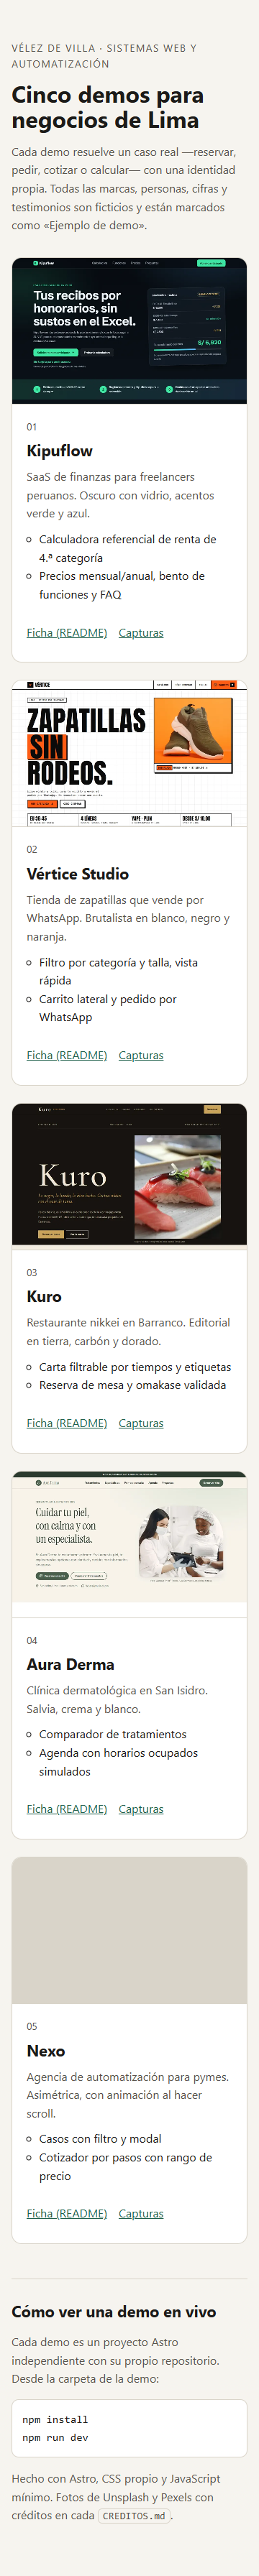 VÉLEZ DE VILLA · SISTEMAS WEB Y
AUTOMATIZACIÓN
Cinco demos para
negocios de Lima
Cada demo resuelve un caso real —reservar,
pedir, cotizar o calcular— con una identidad
propia. Todas las marcas, personas, cifras y
testimonios son ficticios y están marcados
como «Ejemplo de demo».
Kipuflow
Tus recibos por
honorarios, sin
sustos en el Excel.
S/ 6,920
01
Kipuflow
SaaS de finanzas para freelancers
peruanos. Oscuro con vidrio, acentos
verde y azul.
Calculadora referencial de renta de
4.ª categoría
Precios mensual/anual, bento de
funciones y FAQ
Ficha (README) Capturas
VÉRTICE
ZAPATILLAS
SIN
RODEOS.
02
Vértice Studio
Tienda de zapatillas que vende por
WhatsApp. Brutalista en blanco, negro y
naranja.
Filtro por categoría y talla, vista
rápida
Carrito lateral y pedido por
WhatsApp
Ficha (README) Capturas
Kuro
Kuro
03
Kuro
Restaurante nikkei en Barranco. Editorial
en tierra, carbón y dorado.
Carta filtrable por tiempos y etiquetas
Reserva de mesa y omakase validada
Ficha (README) Capturas
Cuidar tu piel,
con calma y con
un especialista.
04
Aura Derma
Clínica dermatológica en San Isidro.
Salvia, crema y blanco.
Comparador de tratamientos
Agenda con horarios ocupados
simulados
Ficha (README) Capturas
05
Nexo
Agencia de automatización para pymes.
Asimétrica, con animación al hacer
scroll.
Casos con filtro y modal
Cotizador por pasos con rango de
precio
Ficha (README) Capturas
Cómo ver una demo en vivo
Cada demo es un proyecto Astro
independiente con su propio repositorio.
Desde la carpeta de la demo:
npm install
npm run dev
Hecho con Astro, CSS propio y JavaScript
mínimo. Fotos de Unsplash y Pexels con
créditos en cada CREDITOS.md.